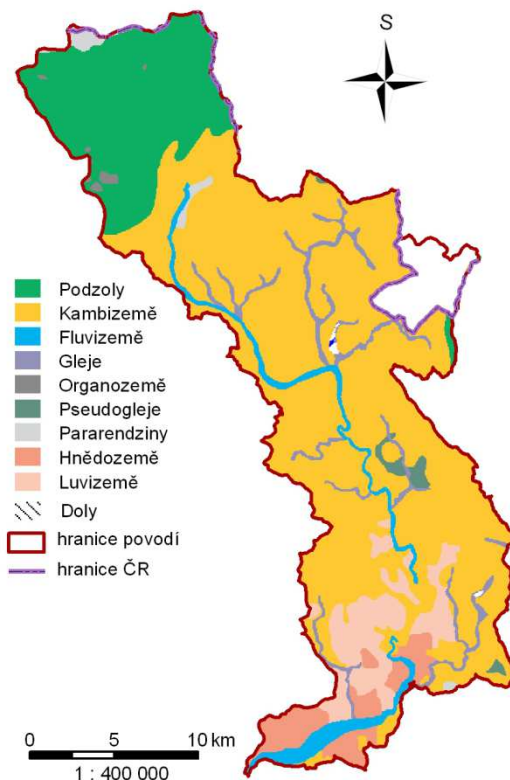 S
Podzoly
Kambizemě
Fluvizemě
Gleje
Organozemě
Pseudogleje
Pararendziny
Hnědozemě
Luvizemě
Doly
hranice povodí
hranice ČR
0 5 10 km
1 : 400 000